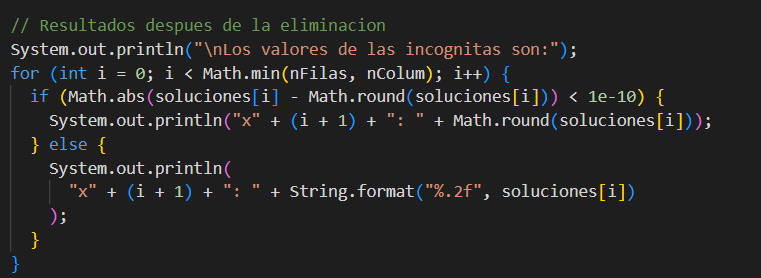 // Resultados despues de la eliminacion
System.out.println("\nLos valores de las incognitas son:");
for (int i = 0; i < Math.min(nFilas, nColum); i++) {
  if (Math.abs(soluciones[i] - Math.round(soluciones[i])) < 1e-10) {
    System.out.println("x" + (i + 1) + ": " + Math.round(soluciones[i]));
  } else {
    System.out.println(
      "x" + (i + 1) + ": " + String.format("%.2f", soluciones[i])
    );
  }
}